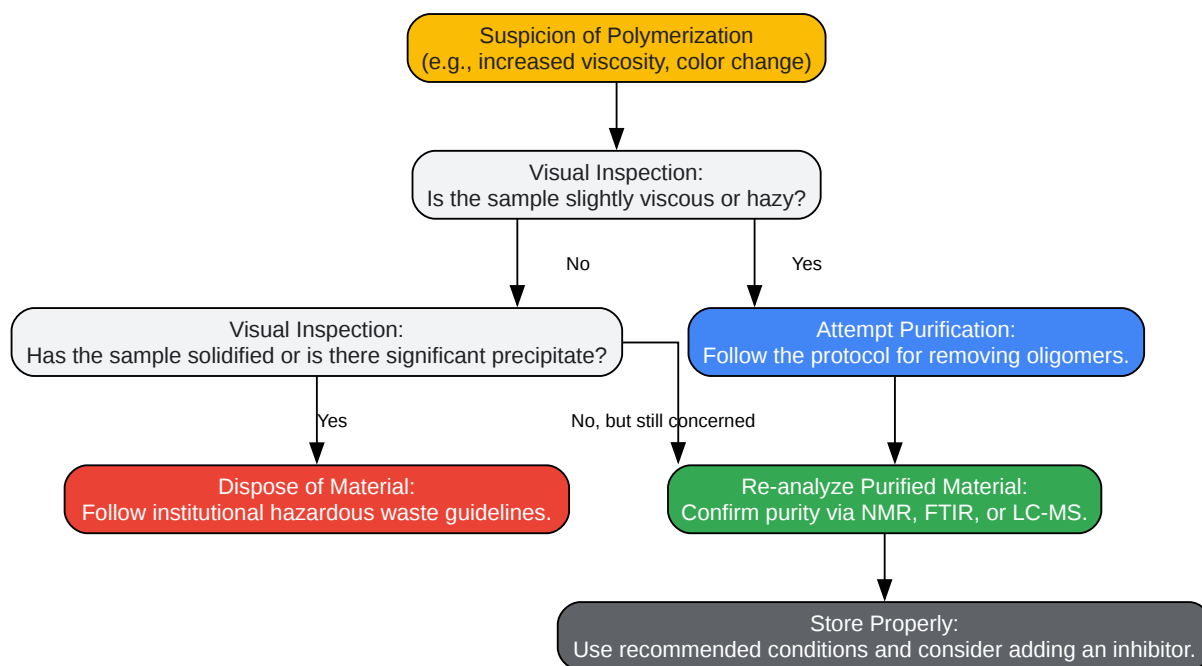 Suspicion of Polymerization
(e.g., increased viscosity, color change)
Visual Inspection:
Is the sample slightly viscous or hazy?
No
Yes
Visual Inspection:
Has the sample solidified or is there significant precipitate?
Attempt Purification:
Follow the protocol for removing oligomers.
Yes
No, but still concerned
Dispose of Material:
Follow institutional hazardous waste guidelines.
Re-analyze Purified Material:
Confirm purity via NMR, FTIR, or LC-MS.
Store Properly:
Use recommended conditions and consider adding an inhibitor.